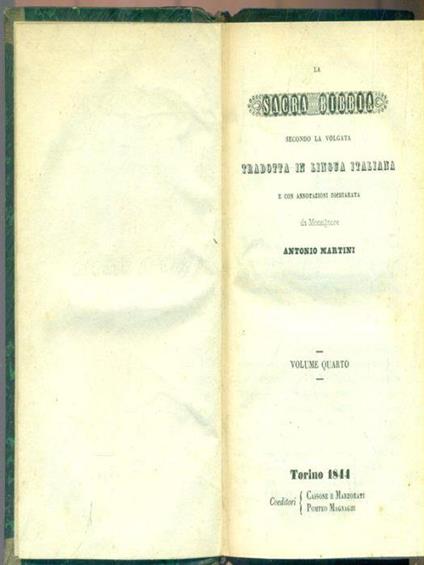 LA
SACRA BIBBIA
SECONDO LA VOLGATA
TRADOTTA IN LINGUA ITALIANA
E CON ANNOTAZIONI DICHIARATA
da Monsignore
ANTONIO MARTINI
VOLUME QUARTO
Torino 1844
Coeditori { CASSONE E MARZORATI
POMPEO MAGNAGHI